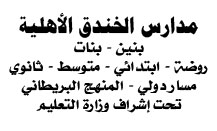 مدارس الخندق الأهلية
بنين - بنات
روضة - ابتدائي - متوسط - ثانوي
مسار دولي - المنهج البريطاني
تحت إشراف وزارة التعليم